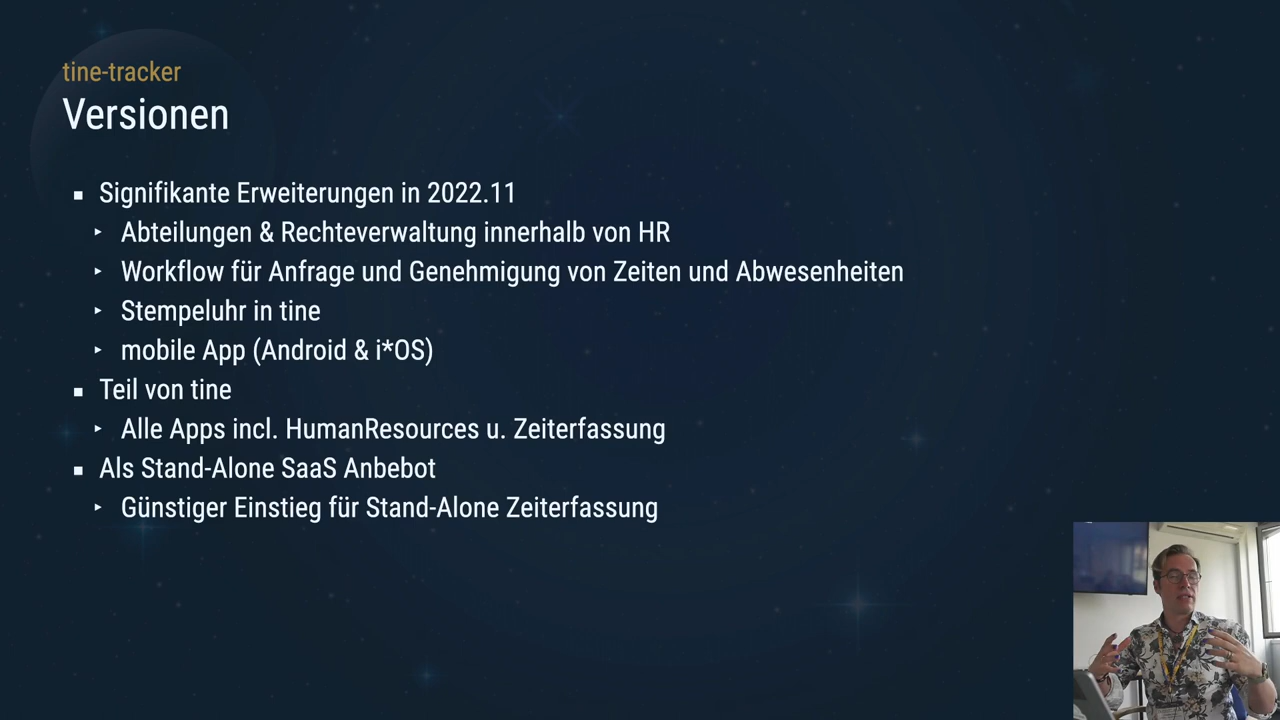 tine-tracker
Versionen
▪ Signifikante Erweiterungen in 2022.11
‣ Abteilungen & Rechteverwaltung innerhalb von HR
‣ Workflow für Anfrage und Genehmigung von Zeiten und Abwesenheiten
‣ Stempeluhr in tine
‣ mobile App (Android & i*OS)
▪ Teil von tine
‣ Alle Apps incl. HumanResources u. Zeiterfassung
▪ Als Stand-Alone SaaS Anbebot
‣ Günstiger Einstieg für Stand-Alone Zeiterfassung